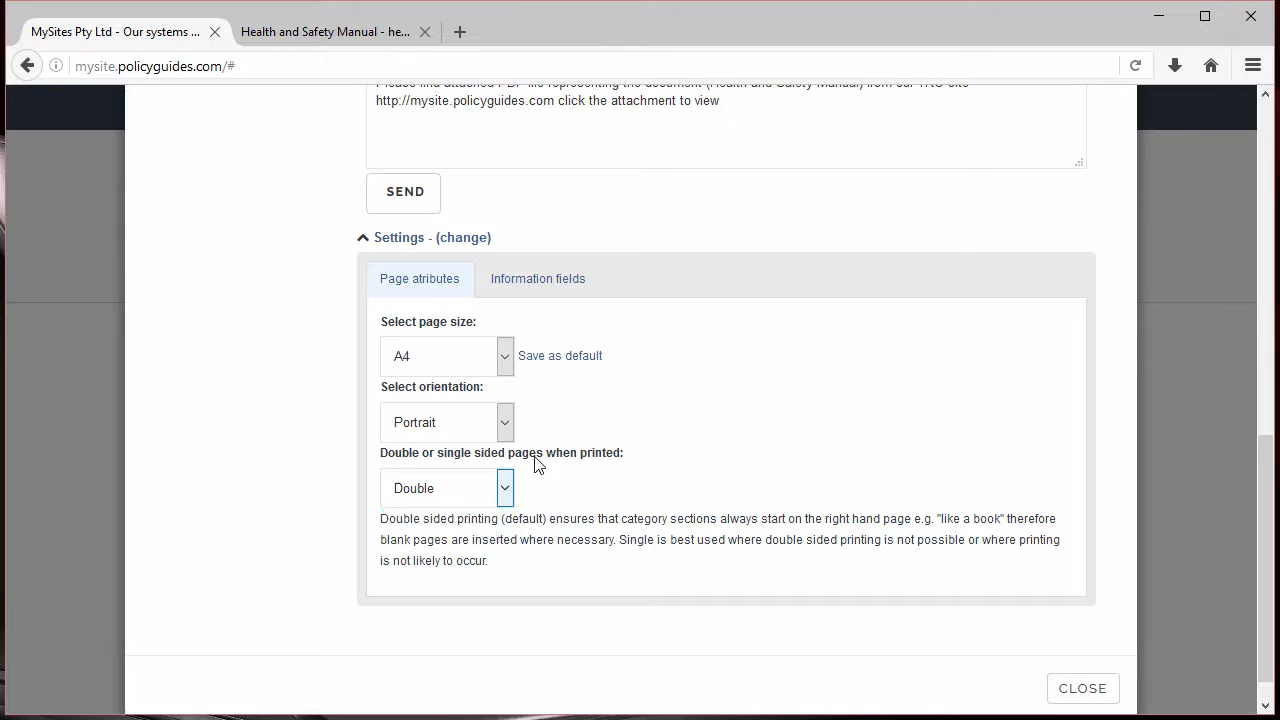 MySites Pty Ltd - Our systems ...
Health and Safety Manual - he...
mysite.policyguides.com/#
Please find attached PDF file representing the document (Health and Safety Manual) from our TRG site
http://mysite.policyguides.com click the attachment to view
SEND
Settings - (change)
Page atributes
Information fields
Select page size:
A4
Save as default
Select orientation:
Portrait
Double or single sided pages when printed:
Double
Double sided printing (default) ensures that category sections always start on the right hand page e.g. "like a book" therefore
blank pages are inserted where necessary. Single is best used where double sided printing is not possible or where printing
is not likely to occur.
CLOSE